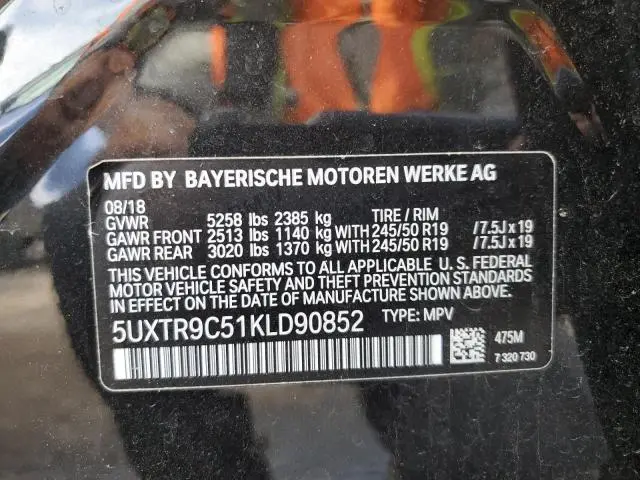 MFD BY BAYERISCHE MOTOREN WERKE AG
08/18
GVWR 5258 lbs 2385 kg TIRE / RIM
GAWR FRONT 2513 lbs 1140 kg WITH 245/50 R19 /7.5J x 19
GAWR REAR 3020 lbs 1370 kg WITH 245/50 R19 /7.5J x 19
THIS VEHICLE CONFORMS TO ALL APPLICABLE U. S. FEDERAL
MOTOR VEHICLE SAFETY AND THEFT PREVENTION STANDARDS
IN EFFECT ON THE DATE OF MANUFACTURE SHOWN ABOVE.
5UXTR9C51KLD90852 TYPE: MPV
475M
7 320 730